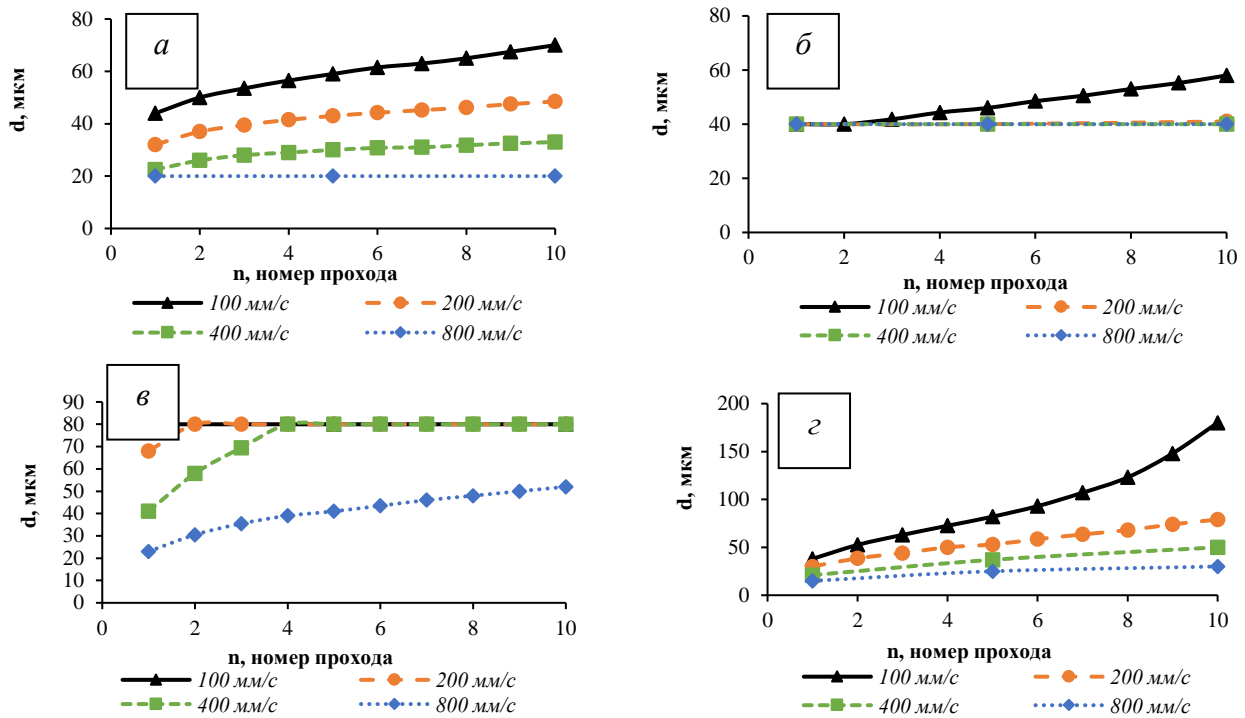 а
d, мкм
80
60
40
20
0
0 2 4 6 8 10
n, номер прохода
100 мм/с 200 мм/с
400 мм/с 800 мм/с
б
d, мкм
80
60
40
20
0
0 2 4 6 8 10
n, номер прохода
100 мм/с 200 мм/с
400 мм/с 800 мм/с
в
d, мкм
90
80
70
60
50
40
30
20
10
0
0 2 4 6 8 10
n, номер прохода
100 мм/с 200 мм/с
400 мм/с 800 мм/с
г
d, мкм
200
150
100
50
0
0 2 4 6 8 10
n, номер прохода
100 мм/с 200 мм/с
400 мм/с 800 мм/с